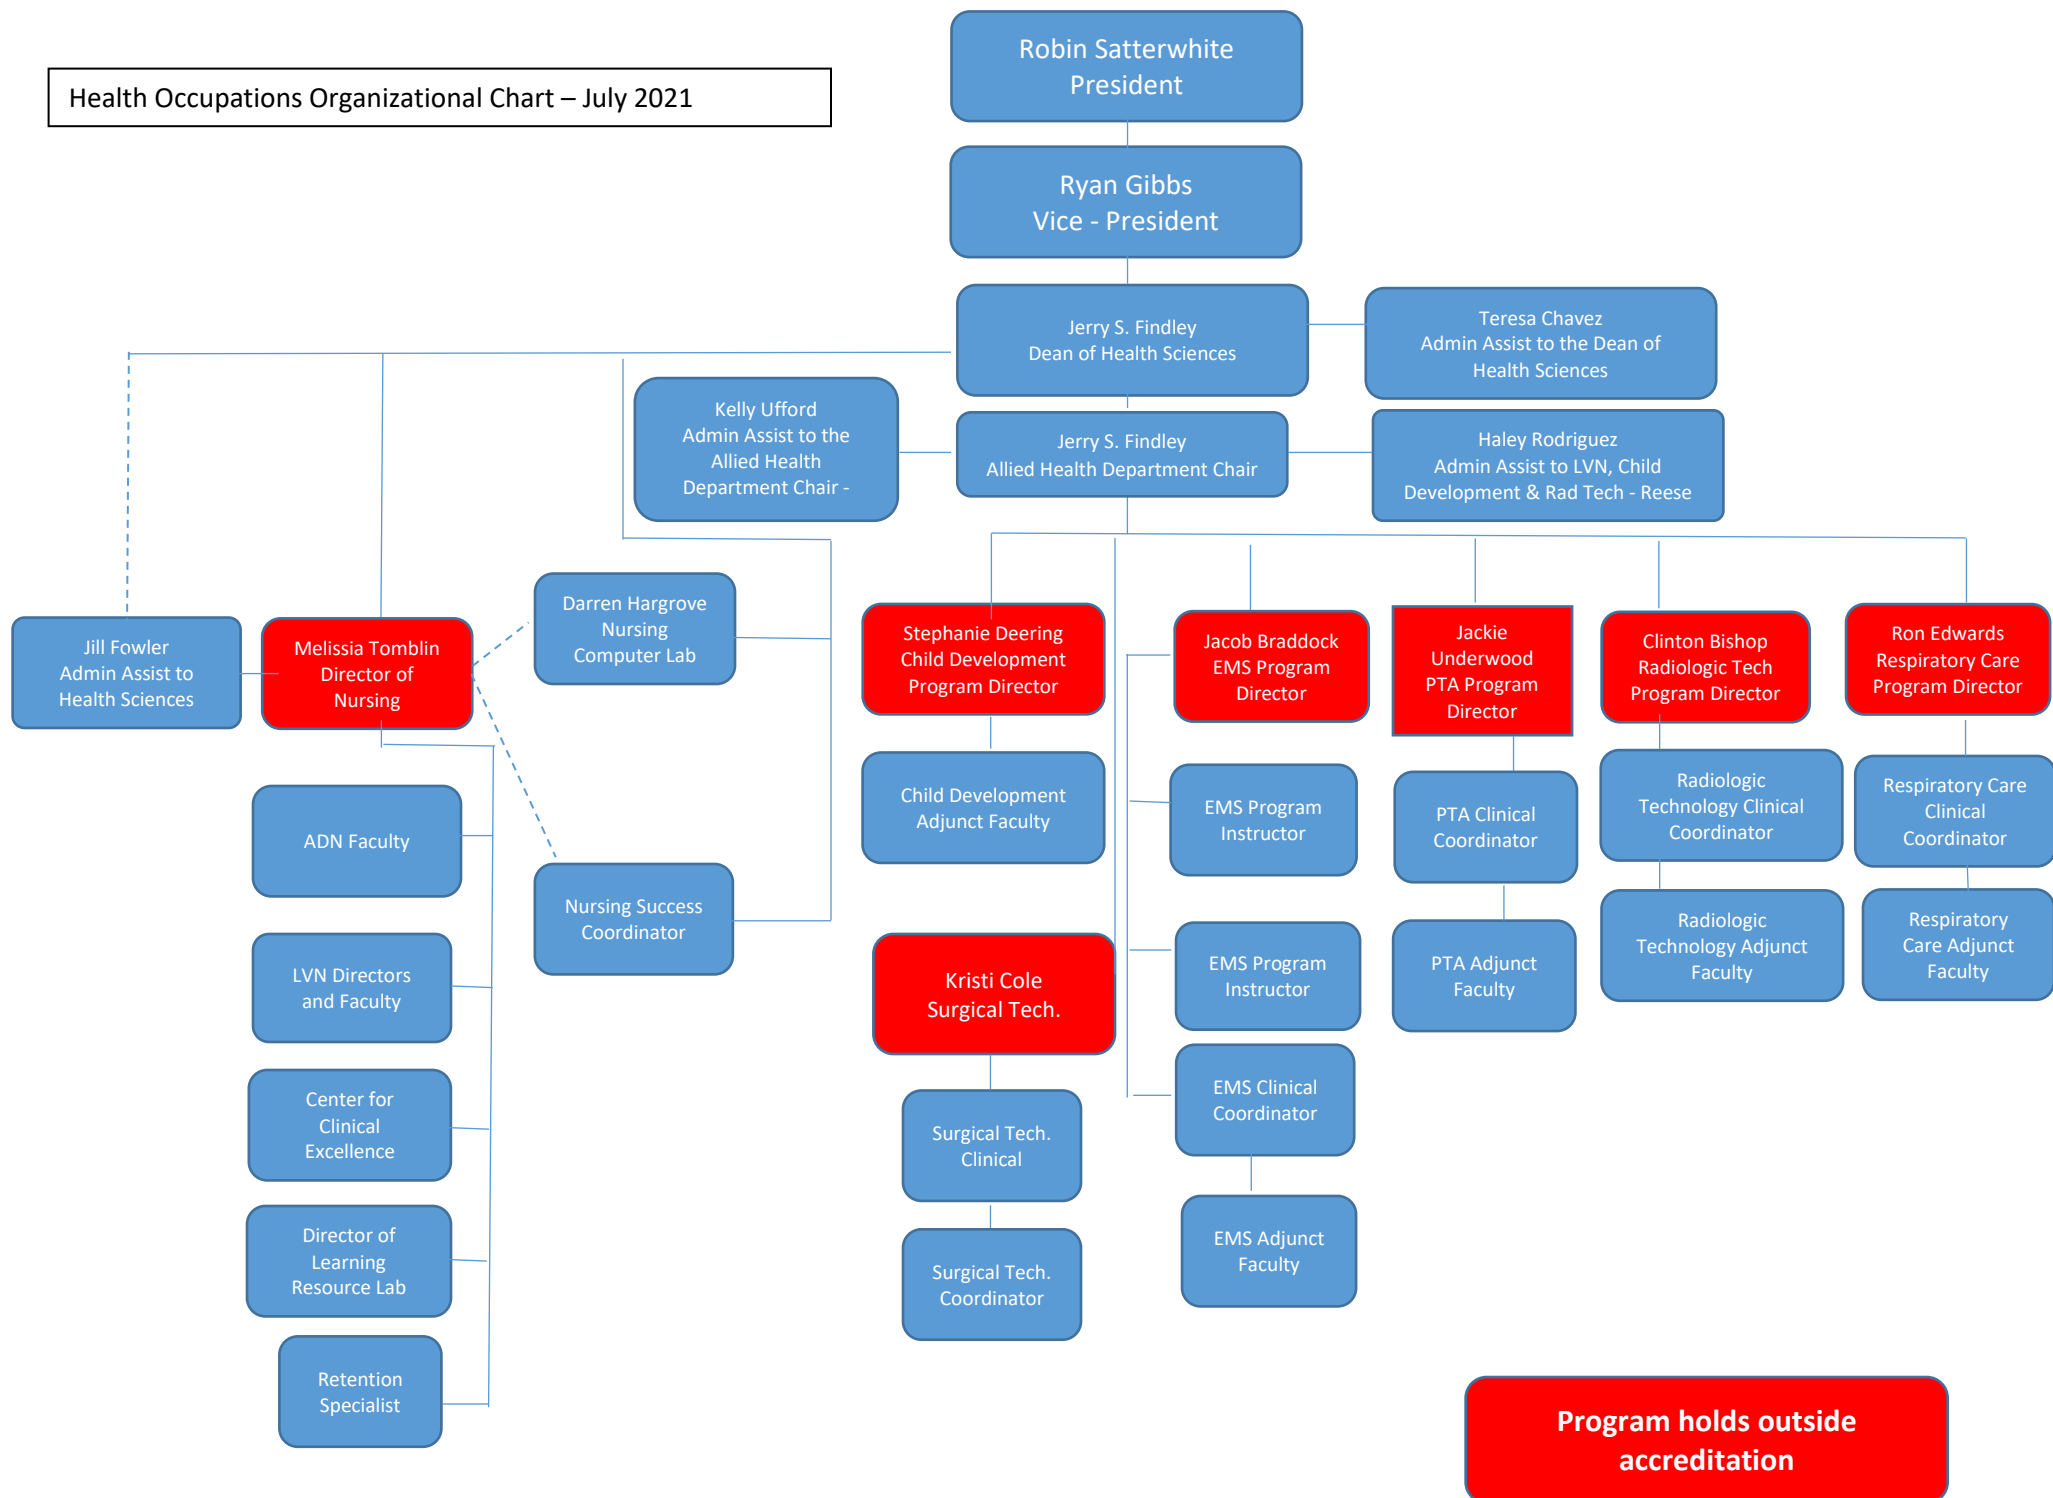 Robin Satterwhite
President
Health Occupations Organizational Chart – July 2021
Ryan Gibbs
Vice - President
Jerry S. Findley
Dean of Health Sciences
Teresa Chavez
Admin Assist to the Dean of
Health Sciences
Kelly Ufford
Admin Assist to the
Allied Health
Department Chair -
Jerry S. Findley
Allied Health Department Chair
Haley Rodriguez
Admin Assist to LVN, Child
Development & Rad Tech - Reese
Jill Fowler
Admin Assist to
Health Sciences
Melissia Tomblin
Director of
Nursing
Darren Hargrove
Nursing
Computer Lab
Stephanie Deering
Child Development
Program Director
Jacob Braddock
EMS Program
Director
Jackie
Underwood
PTA Program
Director
Clinton Bishop
Radiologic Tech
Program Director
Ron Edwards
Respiratory Care
Program Director
ADN Faculty
LVN Directors
and Faculty
Center for
Clinical
Excellence
Director of
Learning
Resource Lab
Retention
Specialist
Nursing Success
Coordinator
Child Development
Adjunct Faculty
Kristi Cole
Surgical Tech.
Surgical Tech.
Clinical
Surgical Tech.
Coordinator
EMS Program
Instructor
EMS Program
Instructor
EMS Clinical
Coordinator
EMS Adjunct
Faculty
PTA Clinical
Coordinator
PTA Adjunct
Faculty
Radiologic
Technology Clinical
Coordinator
Radiologic
Technology Adjunct
Faculty
Respiratory Care
Clinical
Coordinator
Respiratory
Care Adjunct
Faculty
Program holds outside
accreditation